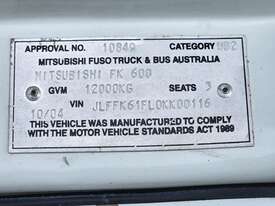 APPROVAL NO. 10849 CATEGORY NB2
MITSUBISHI FUSO TRUCK & BUS AUSTRALIA
MITSUBISHI FK 600
GVM 12000KG SEATS 3
VIN JLFFK61FL0KK00116
10/04
THIS VEHICLE WAS MANUFACTURED TO COMPLY
WITH THE MOTOR VEHICLE STANDARDS ACT 1989